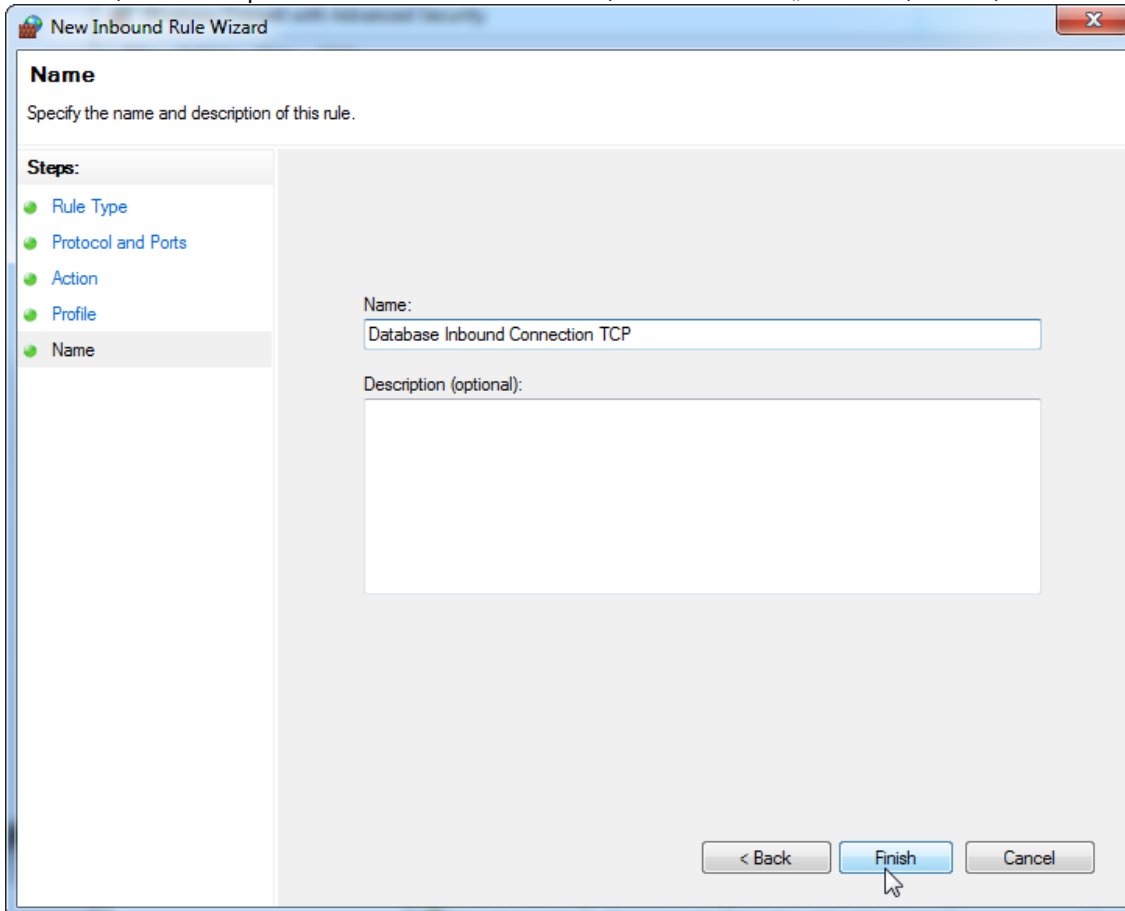 New Inbound Rule Wizard
Name
Specify the name and description of this rule.
Steps:
Rule Type
Protocol and Ports
Action
Profile
Name
Name:
Database Inbound Connection TCP
Description (optional):
< Back
Finish
Cancel